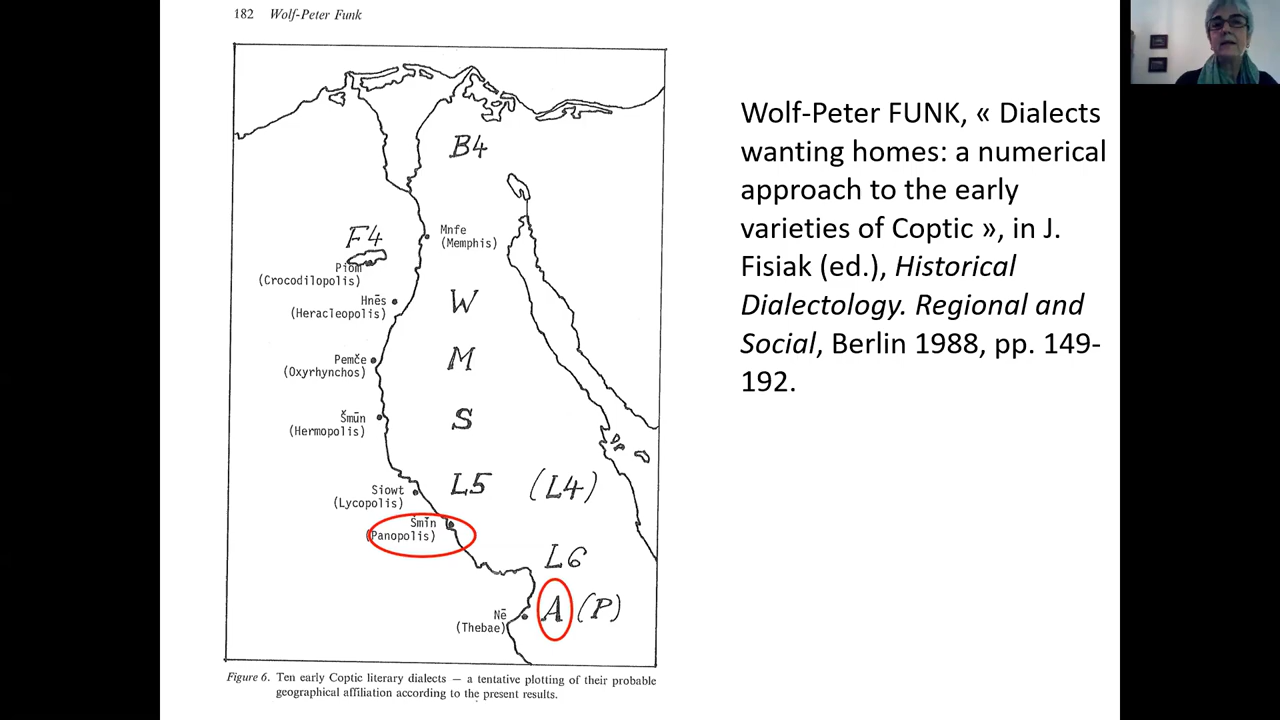 182 Wolf-Peter Funk
B4
F4
Mnfe
(Memphis)
Piom
(Crocodilopolis)
Hnēs
(Heracleopolis)
W
Pemče
(Oxyrhynchos)
M
Šmūn
(Hermopolis)
S
Siowt
(Lycopolis)
L5 (L4)
Šmīn
(Panopolis)
L6
A (P)
Nē
(Thebae)
Figure 6. Ten early Coptic literary dialects — a tentative plotting of their probable
geographical affiliation according to the present results.
Wolf-Peter FUNK, « Dialects
wanting homes: a numerical
approach to the early
varieties of Coptic », in J.
Fisiak (ed.), Historical
Dialectology. Regional and
Social, Berlin 1988, pp. 149-
192.